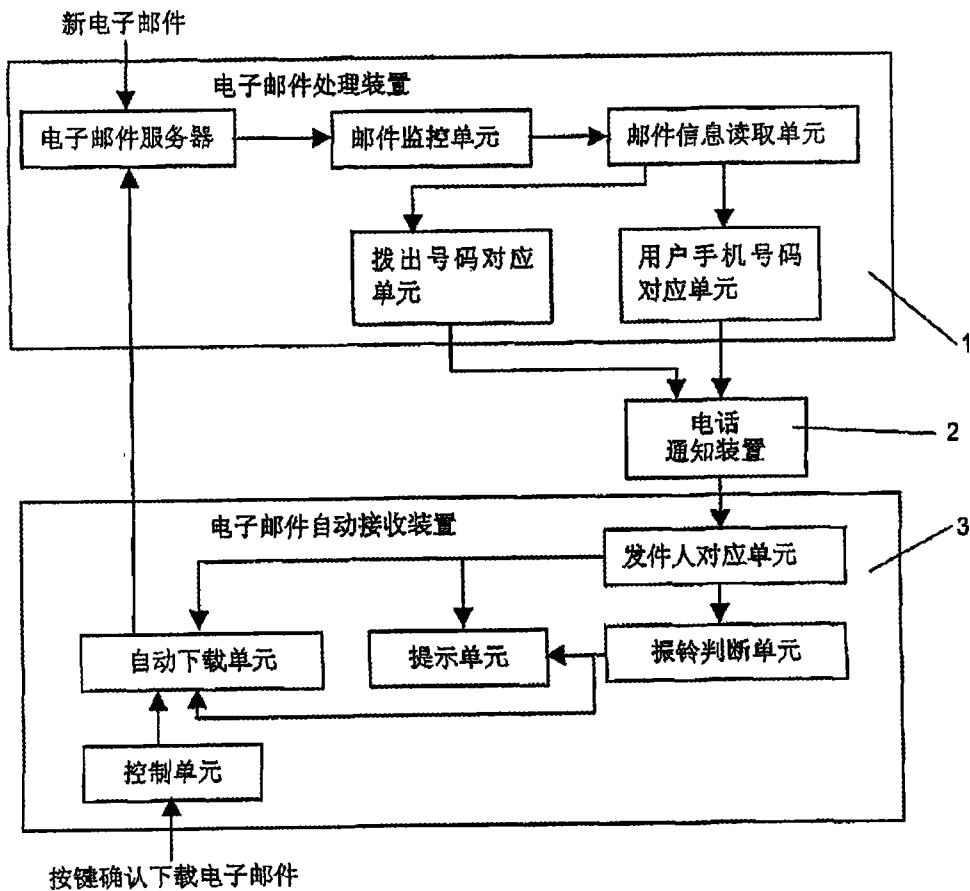 新电子邮件
电子邮件处理装置
电子邮件服务器
邮件监控单元
邮件信息读取单元
拨出号码对应
单元
用户手机号码
对应单元
1
电话
通知装置
2
电子邮件自动接收装置
3
发件人对应单元
自动下载单元
提示单元
振铃判断单元
控制单元
按键确认下载电子邮件